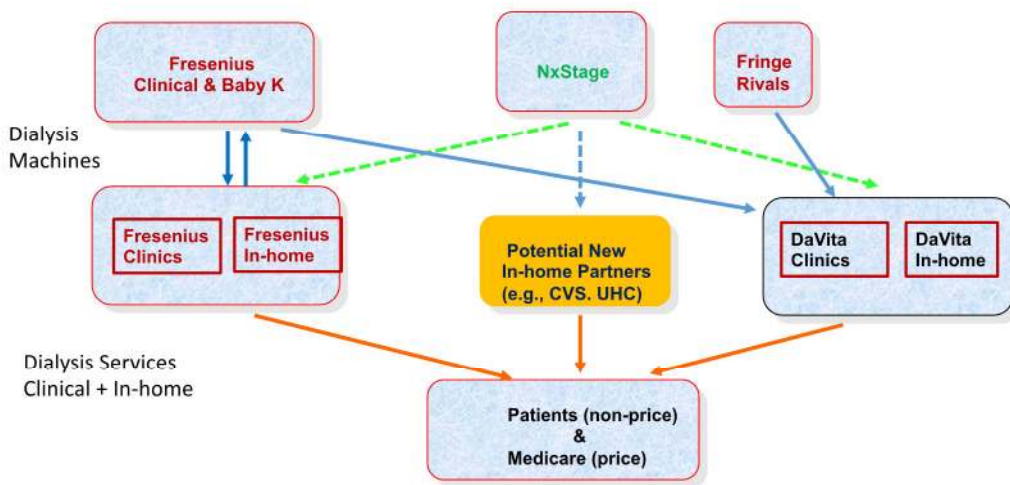 Fresenius
Clinical & Baby K
NxStage
Fringe
Rivals
Dialysis
Machines
Fresenius
Clinics
Fresenius
In-home
Potential New
In-home Partners
(e.g., CVS. UHC)
DaVita
Clinics
DaVita
In-home
Dialysis Services
Clinical + In-home
Patients (non-price)
&
Medicare (price)